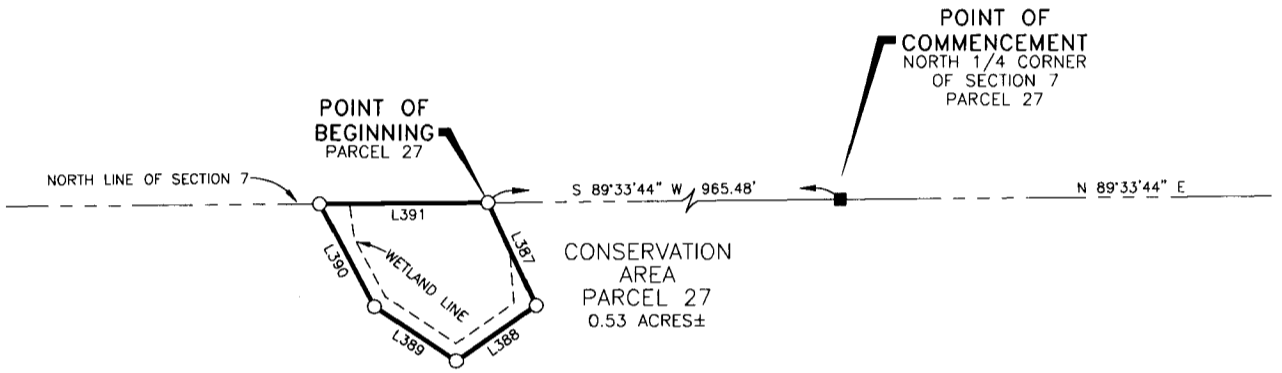 POINT OF
COMMENCEMENT
NORTH 1/4 CORNER
OF SECTION 7
PARCEL 27
POINT OF
BEGINNING
PARCEL 27
NORTH LINE OF SECTION 7
S 89°33'44" W 965.48'
N 89°33'44" E
L391
L387
L390
WETLAND LINE
CONSERVATION
AREA
PARCEL 27
0.53 ACRES±
L389
L388